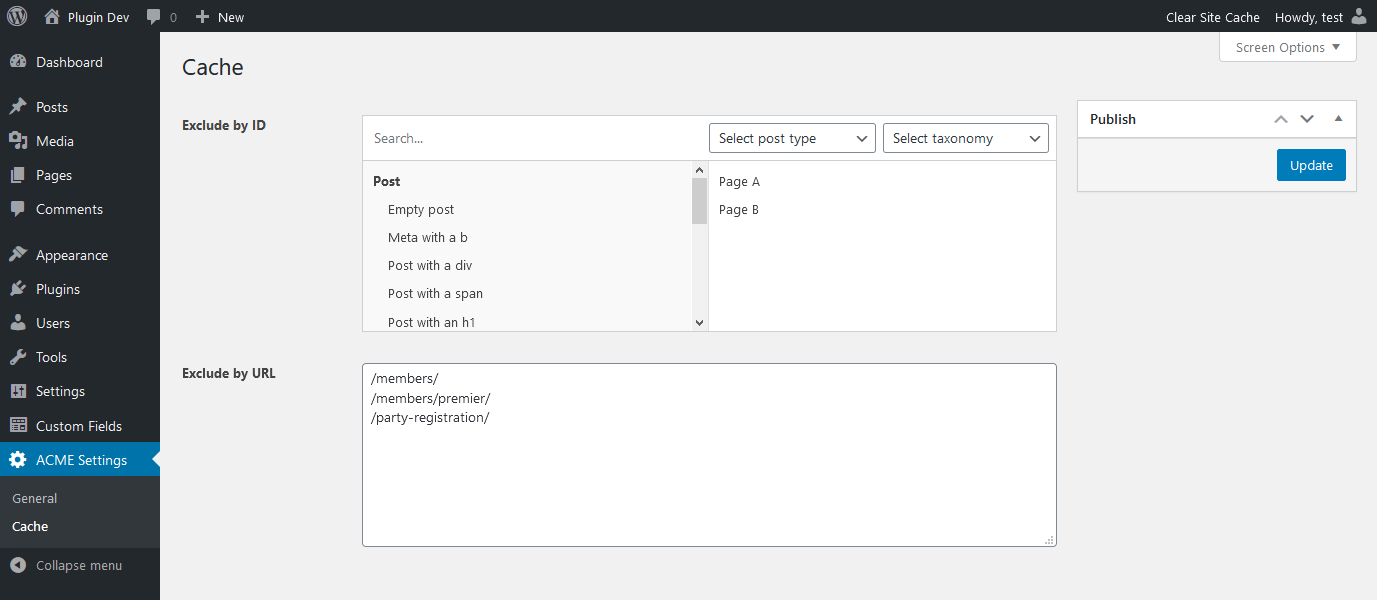 Plugin Dev 0 New Clear Site Cache Howdy, test
Screen Options
Dashboard
Posts
Media
Pages
Comments
Appearance
Plugins
Users
Tools
Settings
Custom Fields
ACME Settings
General
Cache
Collapse menu
Cache
Exclude by ID
Search...
Select post type
Select taxonomy
Post
Empty post
Meta with a b
Post with a div
Post with a span
Post with an h1
Page A
Page B
Exclude by URL
/members/
/members/premier/
/party-registration/
Publish
Update